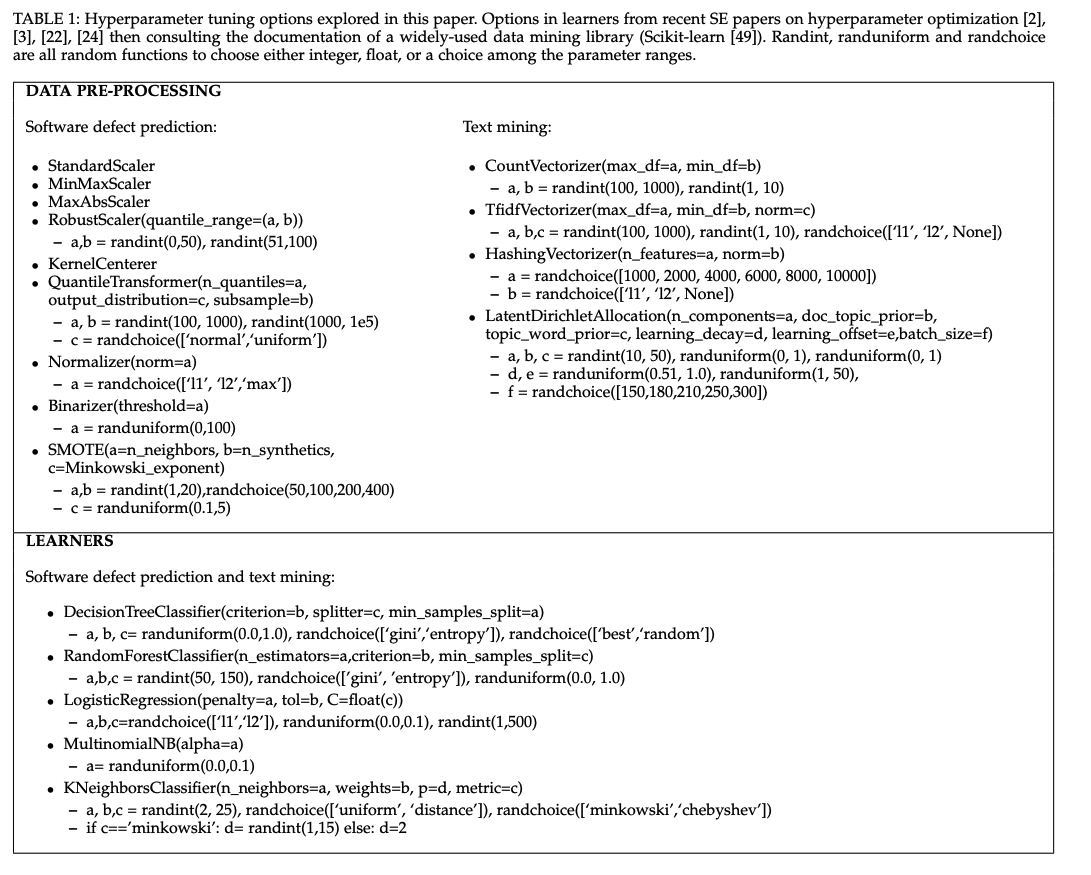 TABLE 1: Hyperparameter tuning options explored in this paper. Options in learners from recent SE papers on hyperparameter optimization [2],
[3], [22], [24] then consulting the documentation of a widely-used data mining library (Scikit-learn [49]). Randint, randuniform and randchoice
are all random functions to choose either integer, float, or a choice among the parameter ranges.
DATA PRE-PROCESSING
Software defect prediction:
• StandardScaler
• MinMaxScaler
• MaxAbsScaler
• RobustScaler(quantile_range=(a, b))
– a,b = randint(0,50), randint(51,100)
• KernelCenterer
• QuantileTransformer(n_quantiles=a,
output_distribution=c, subsample=b)
– a, b = randint(100, 1000), randint(1000, 1e5)
– c = randchoice([‘normal’,‘uniform’])
• Normalizer(norm=a)
– a = randchoice([‘l1’, ‘l2’,‘max’])
• Binarizer(threshold=a)
– a = randuniform(0,100)
• SMOTE(a=n_neighbors, b=n_synthetics,
c=Minkowski_exponent)
– a,b = randint(1,20),randchoice(50,100,200,400)
– c = randuniform(0.1,5)
Text mining:
• CountVectorizer(max_df=a, min_df=b)
– a, b = randint(100, 1000), randint(1, 10)
• TfidfVectorizer(max_df=a, min_df=b, norm=c)
– a, b,c = randint(100, 1000), randint(1, 10), randchoice([‘l1’, ‘l2’, None])
• HashingVectorizer(n_features=a, norm=b)
– a = randchoice([1000, 2000, 4000, 6000, 8000, 10000])
– b = randchoice([‘l1’, ‘l2’, None])
• LatentDirichletAllocation(n_components=a, doc_topic_prior=b,
topic_word_prior=c, learning_decay=d, learning_offset=e,batch_size=f)
– a, b, c = randint(10, 50), randuniform(0, 1), randuniform(0, 1)
– d, e = randuniform(0.51, 1.0), randuniform(1, 50),
– f = randchoice([150,180,210,250,300])
LEARNERS
Software defect prediction and text mining:
• DecisionTreeClassifier(criterion=b, splitter=c, min_samples_split=a)
– a, b, c= randuniform(0.0,1.0), randchoice([‘gini’,‘entropy’]), randchoice([‘best’,‘random’])
• RandomForestClassifier(n_estimators=a,criterion=b, min_samples_split=c)
– a,b,c = randint(50, 150), randchoice([’gini’, ’entropy’]), randuniform(0.0, 1.0)
• LogisticRegression(penalty=a, tol=b, C=float(c))
– a,b,c=randchoice([‘l1’,‘l2’]), randuniform(0.0,0.1), randint(1,500)
• MultinomialNB(alpha=a)
– a= randuniform(0.0,0.1)
• KNeighborsClassifier(n_neighbors=a, weights=b, p=d, metric=c)
– a, b,c = randint(2, 25), randchoice([‘uniform’, ‘distance’]), randchoice([‘minkowski’,‘chebyshev’])
– if c==’minkowski’: d= randint(1,15) else: d=2